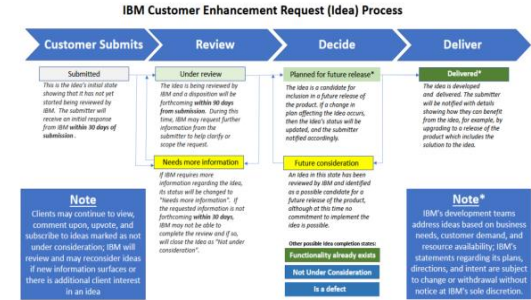 IBM Customer Enhancement Request (Idea) Process
Customer Submits
Review
Decide
Deliver
Submitted
This is the idea's initial state
showing that it has not yet
started being reviewed by
IBM. The submitter will
receive an initial response
from IBM within 30 days of
submission.
Under review
The idea is being reviewed by
IBM and a disposition will be
forthcoming within 90 days
from submission. During this
time, IBM may request further
information from the
submitter to help clarify or
scope the request.
Needs more information
If IBM requires more
information regarding the idea,
its status will be changed to
"Needs more information". If
the requested information is not
forthcoming within 30 days,
IBM may not be able to
complete the review and if so,
will close the idea as "Not under
consideration".
Planned for future release*
The idea is a candidate for
inclusion in a future release of
the product. If a change in
plan affecting the idea occurs,
then the idea's status will be
updated, and the submitter
notified accordingly.
Future consideration
An idea in this state has been
reviewed by IBM and identified
as a possible candidate for a
future release of the product,
although at this time no
commitment to implement the
idea is possible.
Other possible idea completion states:
Functionality already exists
Not Under Consideration
Is a defect
Delivered*
The idea is developed
and delivered. The submitter
will be notified with details
showing how they can benefit
from the idea, for example, by
upgrading to a release of the
product which includes the
solution to the idea.
Note
Clients may continue to view,
comment upon, upvote, and
subscribe to ideas marked as not
under consideration; IBM will
review and may reconsider ideas
if new information surfaces or
there is additional client interest
in an idea
Note*
IBM's development teams
address ideas based on business
needs, customer demand, and
resource availability; IBM's
statements regarding its plans,
directions, and intent are subject
to change or withdrawal without
notice at IBM's sole discretion.